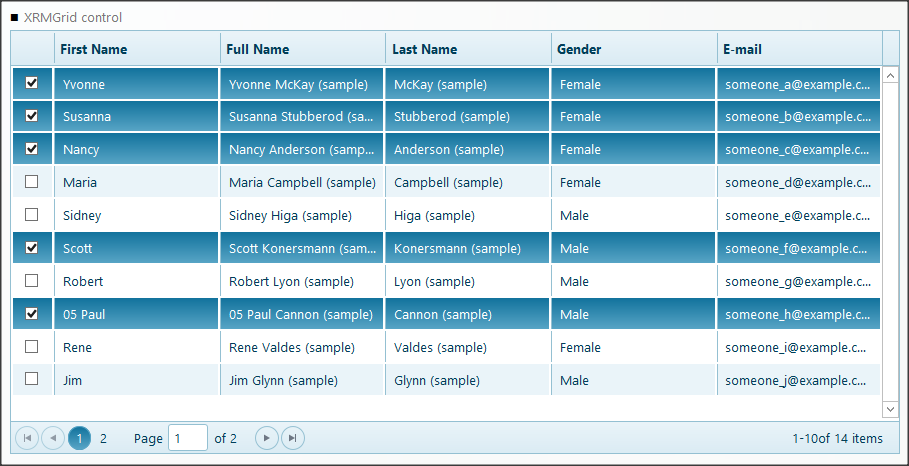 XRMGrid control
First Name Full Name Last Name Gender E-mail
Yvonne Yvonne McKay (sample) McKay (sample) Female someone_a@example.c...
Susanna Susanna Stubberod (sa... Stubberod (sample) Female someone_b@example.c...
Nancy Nancy Anderson (samp... Anderson (sample) Female someone_c@example.c...
Maria Maria Campbell (sample) Campbell (sample) Female someone_d@example.c...
Sidney Sidney Higa (sample) Higa (sample) Male someone_e@example.c...
Scott Scott Konersmann (sam... Konersmann (sample) Male someone_f@example.c...
Robert Robert Lyon (sample) Lyon (sample) Male someone_g@example.c...
05 Paul 05 Paul Cannon (sample) Cannon (sample) Male someone_h@example.c...
Rene Rene Valdes (sample) Valdes (sample) Female someone_i@example.c...
Jim Jim Glynn (sample) Glynn (sample) Male someone_j@example.c...
1 2 Page 1 of 2 1-10of 14 items